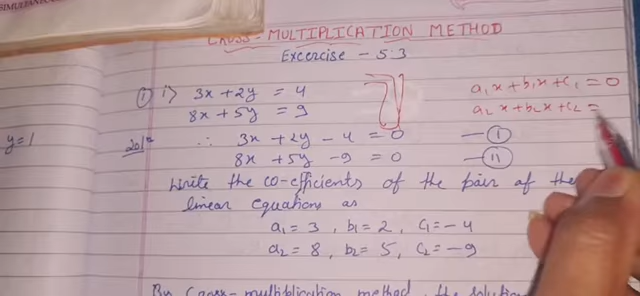 CROSS-MULTIPLICATION METHOD
Excercise - 5.3
① i) 3x + 2y = 4
8x + 5y = 9
a₁x + b₁x + c₁ = 0
a₂x + b₂x + c₂ =
y = 1
Solⁿ ∴ 3x + 2y - 4 = 0 — ①
8x + 5y - 9 = 0 — ⑪
Write the co-efficients of the pair of the
linear equations as
a₁ = 3 , b₁ = 2 , c₁ = -4
a₂ = 8 , b₂ = 5 , c₂ = -9
By Cross-multiplication method, the solution